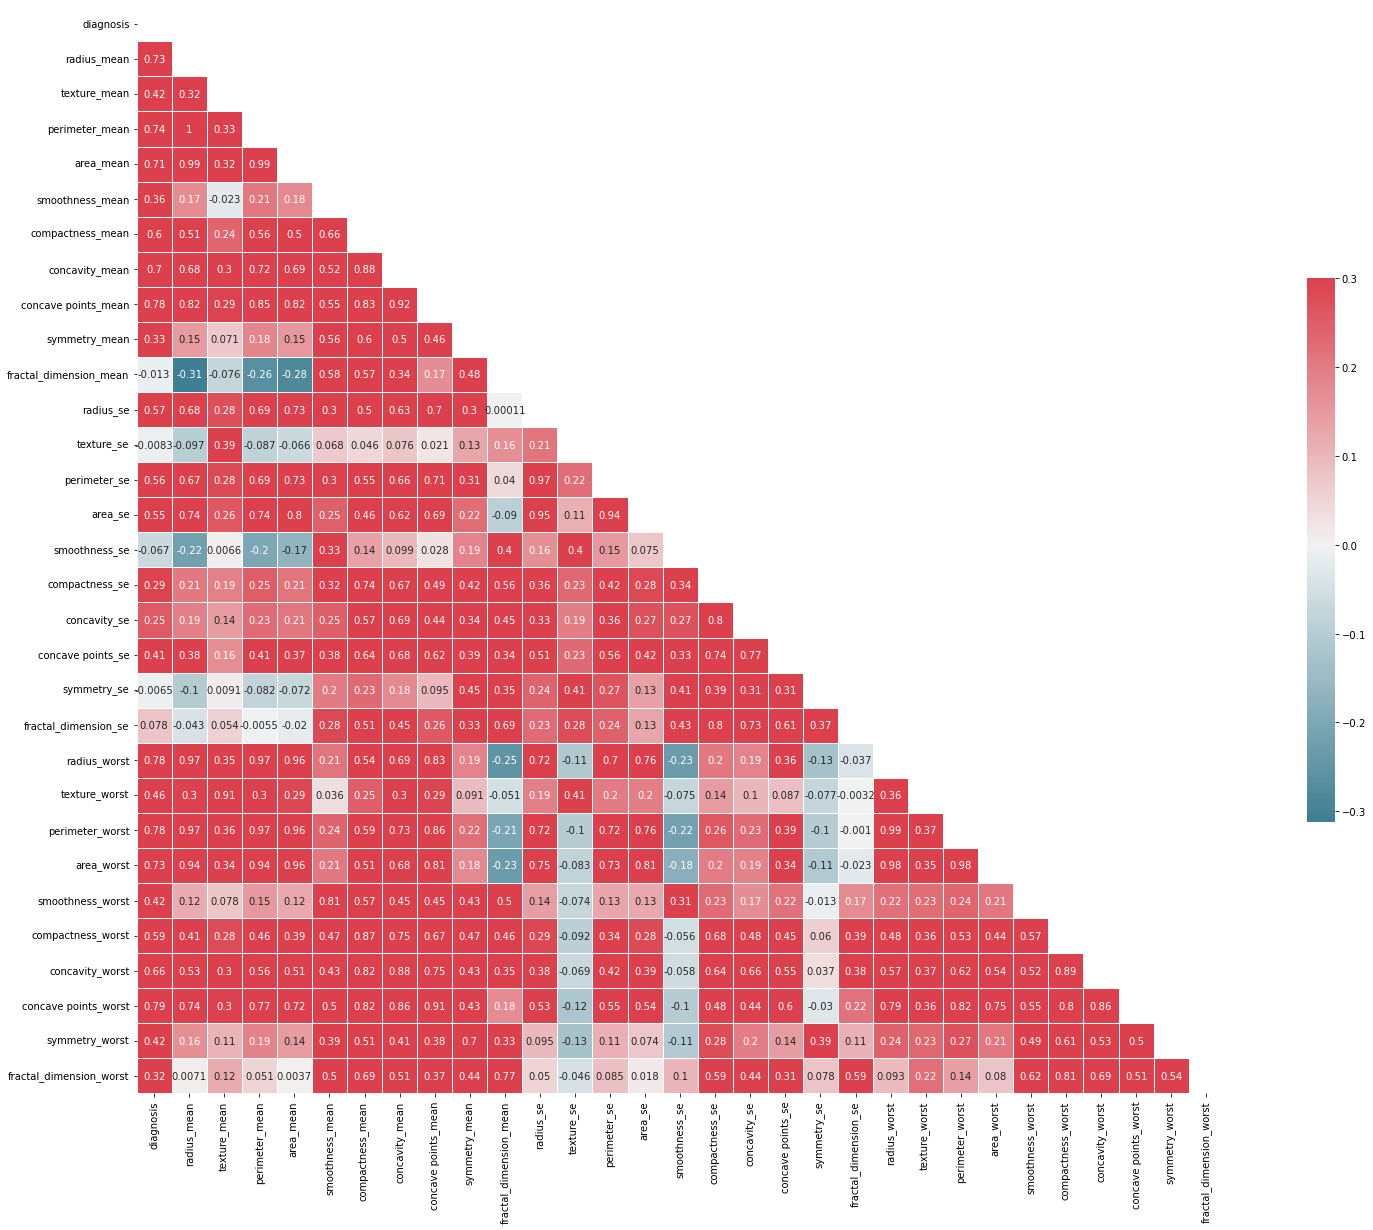 diagnosis
radius_mean 0.73
texture_mean 0.42 0.32
perimeter_mean 0.74 1 0.33
area_mean 0.71 0.99 0.32 0.99
smoothness_mean 0.36 0.17 -0.023 0.21 0.18
compactness_mean 0.6 0.51 0.24 0.56 0.5 0.66
concavity_mean 0.7 0.68 0.3 0.72 0.69 0.52 0.88
concave points_mean 0.78 0.82 0.29 0.85 0.82 0.55 0.83 0.92
symmetry_mean 0.33 0.15 0.071 0.18 0.15 0.56 0.6 0.5 0.46
fractal_dimension_mean -0.013 -0.31 -0.076 -0.26 -0.28 0.58 0.57 0.34 0.17 0.48
radius_se 0.57 0.68 0.28 0.69 0.73 0.3 0.5 0.63 0.7 0.3 0.00011
texture_se -0.0083 -0.097 0.39 -0.087 -0.066 0.068 0.046 0.076 0.021 0.13 0.16 0.21
perimeter_se 0.56 0.67 0.28 0.69 0.73 0.3 0.55 0.66 0.71 0.31 0.04 0.97 0.22
area_se 0.55 0.74 0.26 0.74 0.8 0.25 0.46 0.62 0.69 0.22 -0.09 0.95 0.11 0.94
smoothness_se -0.067 -0.22 0.0066 -0.2 -0.17 0.33 0.14 0.099 0.028 0.19 0.4 0.16 0.4 0.15 0.075
compactness_se 0.29 0.21 0.19 0.25 0.21 0.32 0.74 0.67 0.49 0.42 0.56 0.36 0.23 0.42 0.28 0.34
concavity_se 0.25 0.19 0.14 0.23 0.21 0.25 0.57 0.69 0.44 0.34 0.45 0.33 0.19 0.36 0.27 0.27 0.8
concave points_se 0.41 0.38 0.16 0.41 0.37 0.38 0.64 0.68 0.62 0.39 0.34 0.51 0.23 0.56 0.42 0.33 0.74 0.77
symmetry_se -0.0065 -0.1 0.0091 -0.082 -0.072 0.2 0.23 0.18 0.095 0.45 0.35 0.24 0.41 0.27 0.13 0.41 0.39 0.31 0.31
fractal_dimension_se 0.078 -0.043 0.054 -0.0055 -0.02 0.28 0.51 0.45 0.26 0.33 0.69 0.23 0.28 0.24 0.13 0.43 0.8 0.73 0.61 0.37
radius_worst 0.78 0.97 0.35 0.97 0.96 0.21 0.54 0.69 0.83 0.19 -0.25 0.72 -0.11 0.7 0.76 -0.23 0.2 0.19 0.36 -0.13 -0.037
texture_worst 0.46 0.3 0.91 0.3 0.29 0.036 0.25 0.3 0.29 0.091 -0.051 0.19 0.41 0.2 0.2 -0.075 0.14 0.1 0.087 -0.077 -0.0032 0.36
perimeter_worst 0.78 0.97 0.36 0.97 0.96 0.24 0.59 0.73 0.86 0.22 -0.21 0.72 -0.1 0.72 0.76 -0.22 0.26 0.23 0.39 -0.1 -0.001 0.99 0.37
area_worst 0.73 0.94 0.34 0.94 0.96 0.21 0.51 0.68 0.81 0.18 -0.23 0.75 -0.083 0.73 0.81 -0.18 0.2 0.19 0.34 -0.11 -0.023 0.98 0.35 0.98
smoothness_worst 0.42 0.12 0.078 0.15 0.12 0.81 0.57 0.45 0.45 0.43 0.5 0.14 -0.074 0.13 0.13 0.31 0.23 0.17 0.22 -0.013 0.17 0.22 0.23 0.24 0.21
compactness_worst 0.59 0.41 0.28 0.46 0.39 0.47 0.87 0.75 0.67 0.47 0.46 0.29 -0.092 0.34 0.28 -0.056 0.68 0.48 0.45 0.06 0.39 0.48 0.36 0.53 0.44 0.57
concavity_worst 0.66 0.53 0.3 0.56 0.51 0.43 0.82 0.88 0.75 0.43 0.35 0.38 -0.069 0.42 0.39 -0.058 0.64 0.66 0.55 0.037 0.38 0.57 0.37 0.62 0.54 0.52 0.89
concave points_worst 0.79 0.74 0.3 0.77 0.72 0.5 0.82 0.86 0.91 0.43 0.18 0.53 -0.12 0.55 0.54 -0.1 0.48 0.44 0.6 -0.03 0.22 0.79 0.36 0.82 0.75 0.55 0.8 0.86
symmetry_worst 0.42 0.16 0.11 0.19 0.14 0.39 0.51 0.41 0.38 0.7 0.33 0.095 -0.13 0.11 0.074 -0.11 0.28 0.2 0.14 0.39 0.11 0.24 0.23 0.27 0.21 0.49 0.61 0.53 0.5
fractal_dimension_worst 0.32 0.0071 0.12 0.051 0.0037 0.5 0.69 0.51 0.37 0.44 0.77 0.05 -0.046 0.085 0.018 0.1 0.59 0.44 0.31 0.078 0.59 0.093 0.22 0.14 0.08 0.62 0.81 0.69 0.51 0.54
diagnosis
radius_mean
texture_mean
perimeter_mean
area_mean
smoothness_mean
compactness_mean
concavity_mean
concave points_mean
symmetry_mean
fractal_dimension_mean
radius_se
texture_se
perimeter_se
area_se
smoothness_se
compactness_se
concavity_se
concave points_se
symmetry_se
fractal_dimension_se
radius_worst
texture_worst
perimeter_worst
area_worst
smoothness_worst
compactness_worst
concavity_worst
concave points_worst
symmetry_worst
fractal_dimension_worst
0.3
0.2
0.1
0.0
−0.1
−0.2
−0.3